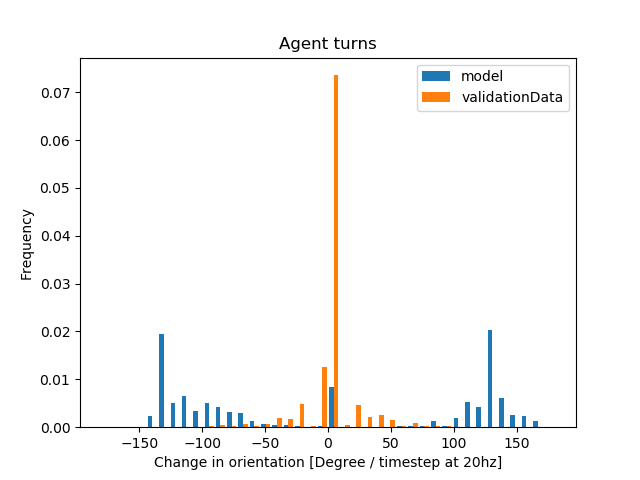 Agent turns
model
validationData
0.07
0.06
0.05
0.04
0.03
0.02
0.01
0.00
Frequency
−150 −100 −50 0 50 100 150
Change in orientation [Degree / timestep at 20hz]